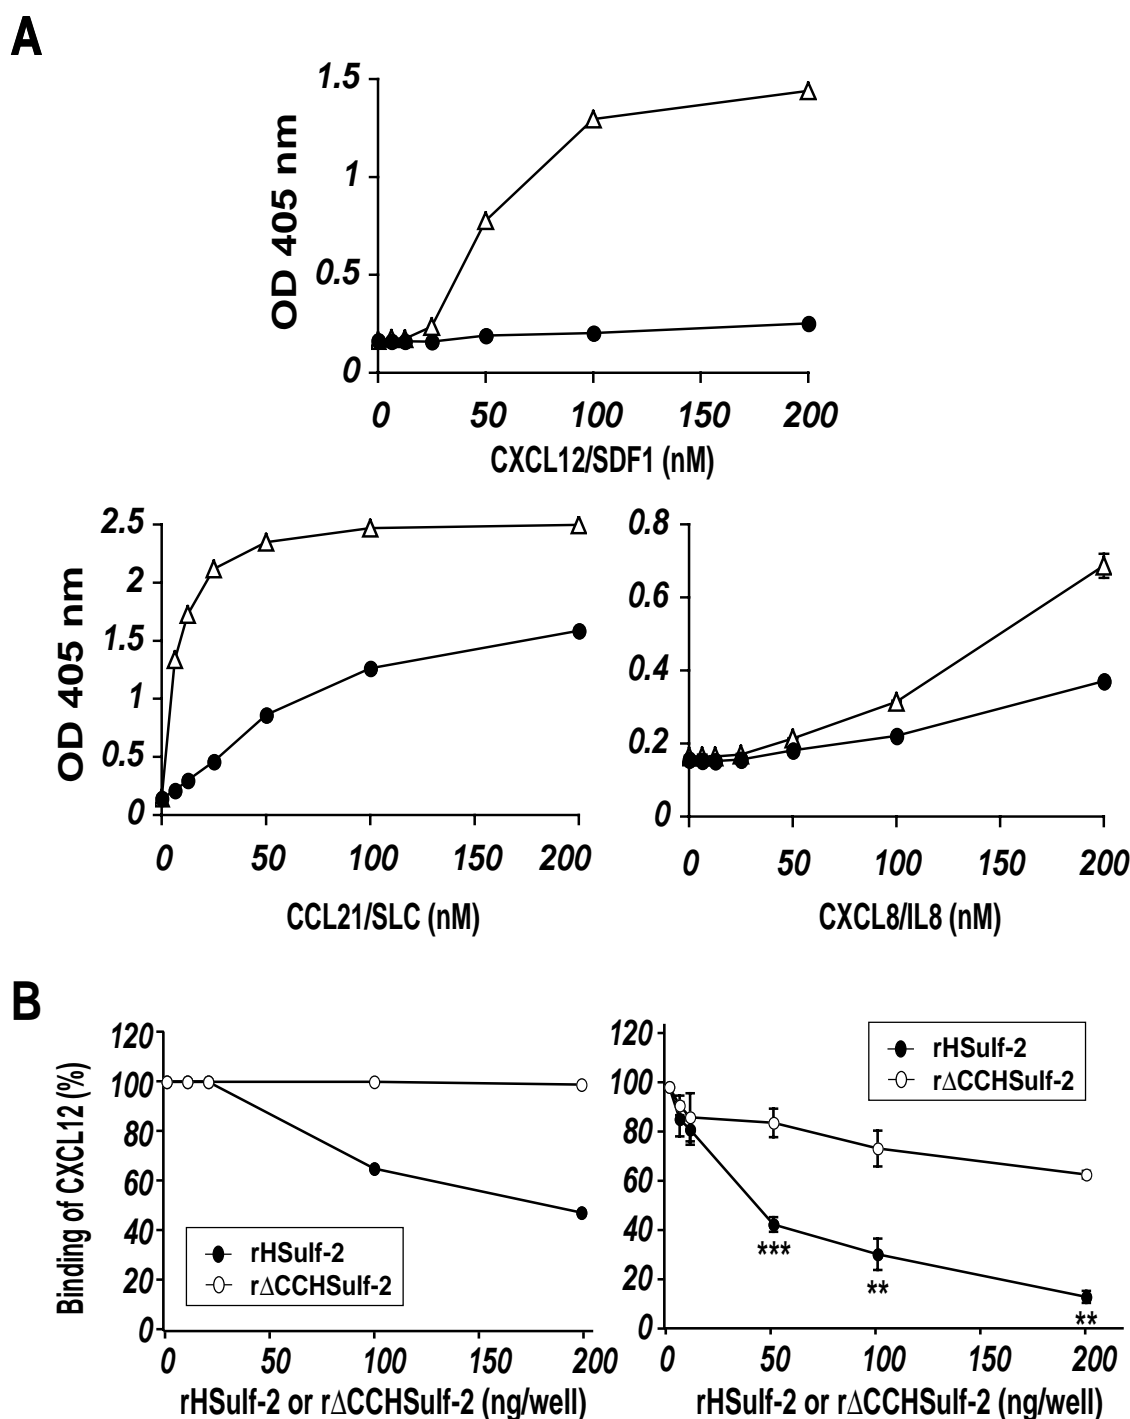 A
1.5
1
0.5
0
OD 405 nm
0 50 100 150 200
CXCL12/SDF1 (nM)
2.5
2
1.5
1
0.5
0
OD 405 nm
0 50 100 150 200
CCL21/SLC (nM)
0.8
0.6
0.4
0.2
0
0 50 100 150 200
CXCL8/IL8 (nM)
B
120
100
80
60
40
20
0
Binding of CXCL12 (%)
rHSulf-2
rΔCCHSulf-2
0 50 100 150 200
rHSulf-2 or rΔCCHSulf-2 (ng/well)
120
100
80
60
40
20
0
rHSulf-2
rΔCCHSulf-2
***
**
**
0 50 100 150 200
rHSulf-2 or rΔCCHSulf-2 (ng/well)